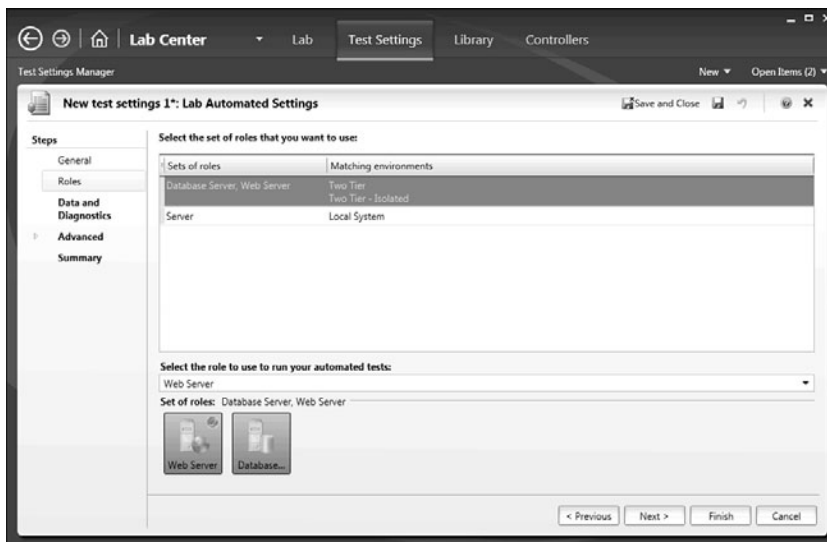 Lab Center Lab Test Settings Library Controllers
Test Settings Manager New Open Items (2)
New test settings 1*: Lab Automated Settings Save and Close
Steps
General
Roles
Data and
Diagnostics
Advanced
Summary
Select the set of roles that you want to use:
Sets of roles Matching environments
Database Server, Web Server Two Tier
Two Tier - Isolated
Server Local System
Select the role to use to run your automated tests:
Web Server
Set of roles: Database Server, Web Server
Web Server Database...
< Previous Next > Finish Cancel